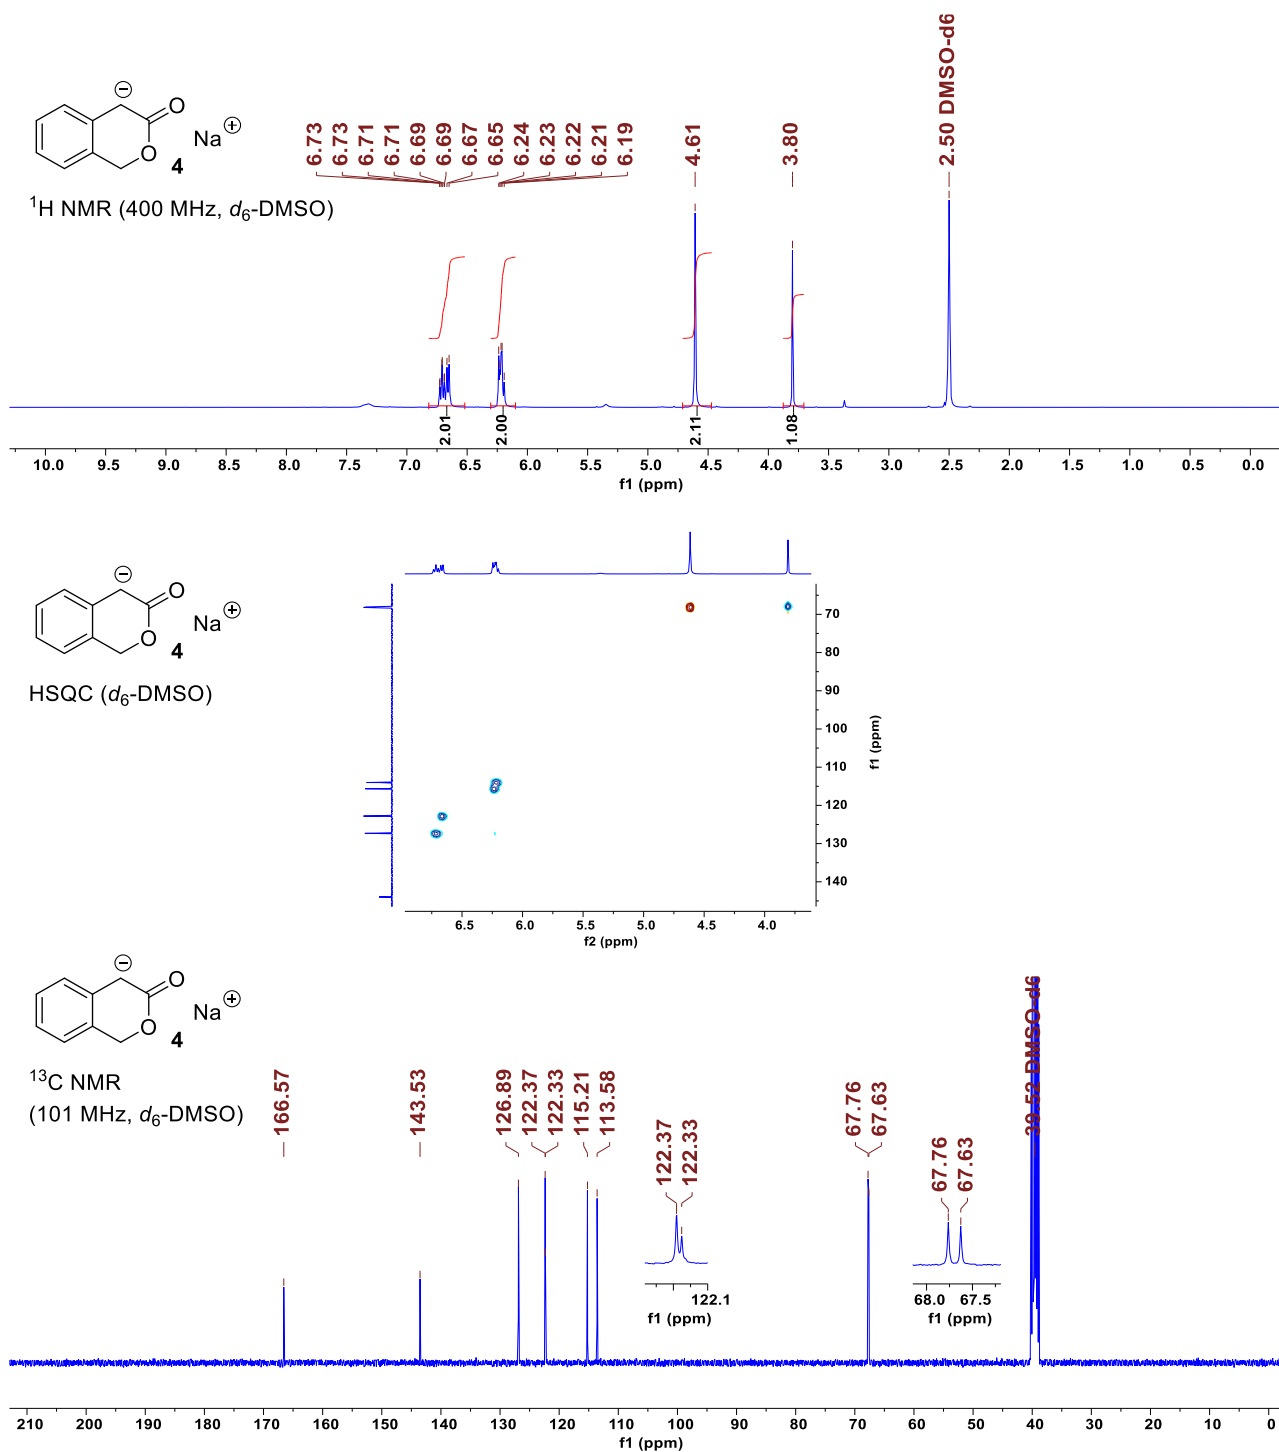 ⊖
O
O
4
Na⊕
¹H NMR (400 MHz, d₆-DMSO)
6.73
6.73
6.71
6.71
6.69
6.69
6.67
6.65
6.24
6.23
6.22
6.21
6.19
4.61
3.80
2.50 DMSO-d6
2.01
2.00
2.11
1.08
10.0 9.5 9.0 8.5 8.0 7.5 7.0 6.5 6.0 5.5 5.0 4.5 4.0 3.5 3.0 2.5 2.0 1.5 1.0 0.5 0.0
f1 (ppm)
⊖
O
O
4
Na⊕
HSQC (d₆-DMSO)
70
80
90
100
110
120
130
140
f1 (ppm)
6.5 6.0 5.5 5.0 4.5 4.0
f2 (ppm)
⊖
O
O
4
Na⊕
¹³C NMR
(101 MHz, d₆-DMSO)
166.57
143.53
126.89
122.37
122.33
115.21
113.58
67.76
67.63
39.52 DMSO-d6
122.37
122.33
122.1
f1 (ppm)
67.76
67.63
68.0 67.5
f1 (ppm)
210 200 190 180 170 160 150 140 130 120 110 100 90 80 70 60 50 40 30 20 10 0
f1 (ppm)